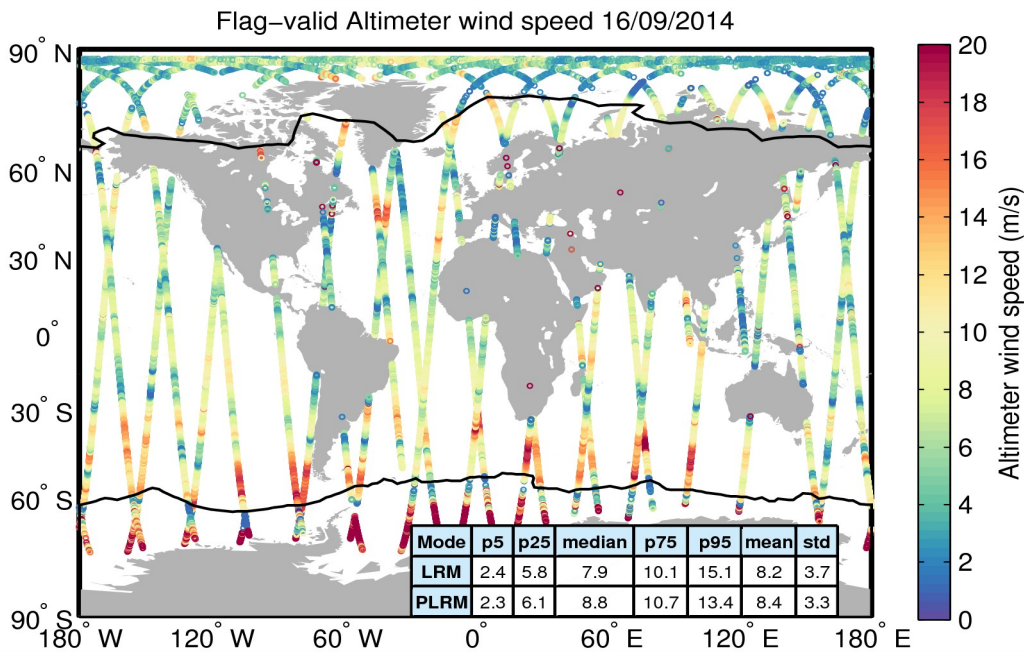 Flag−valid Altimeter wind speed 16/09/2014
90° N
60° N
30° N
0°
30° S
60° S
90° S
180° W
120° W
60° W
0°
60° E
120° E
180° E
Mode p5 p25 median p75 p95 mean std
LRM 2.4 5.8 7.9 10.1 15.1 8.2 3.7
PLRM 2.3 6.1 8.8 10.7 13.4 8.4 3.3
20
18
16
14
12
10
8
6
4
2
0
Altimeter wind speed (m/s)